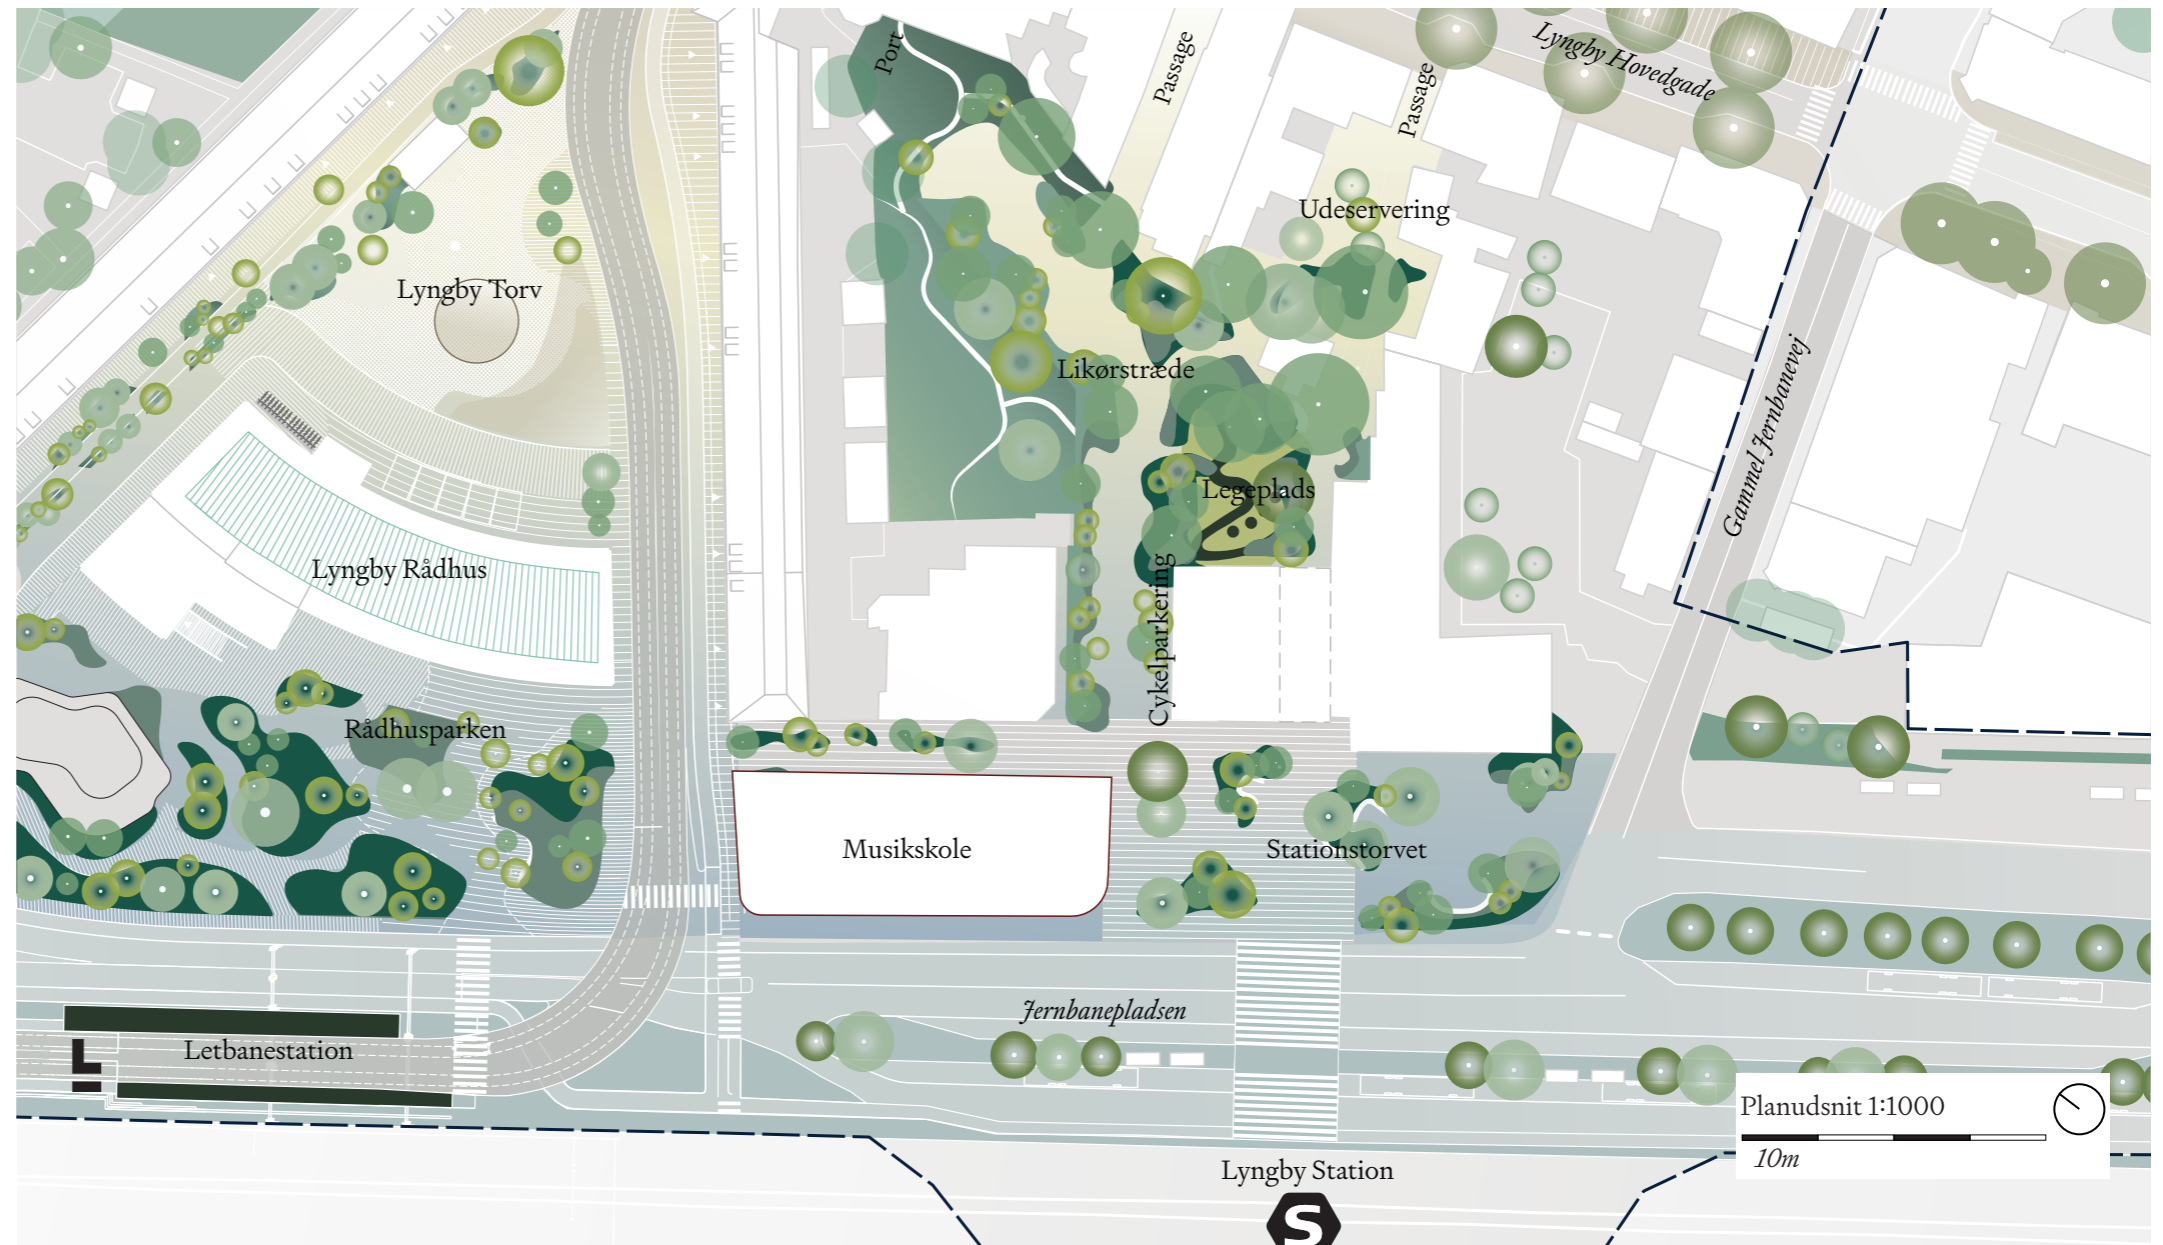 Port
Passage
Passage
Lyngby Hovedgade
Udeservering
Lyngby Torv
Likørstræde
Gammel Jernbanevej
Legeplads
Lyngby Rådhus
Cykelparkering
Rådhusparken
Musikskole
Stationstorvet
Jernbanepladsen
Letbanestation
L
Planudsnit 1:1000
10m
Lyngby Station
S